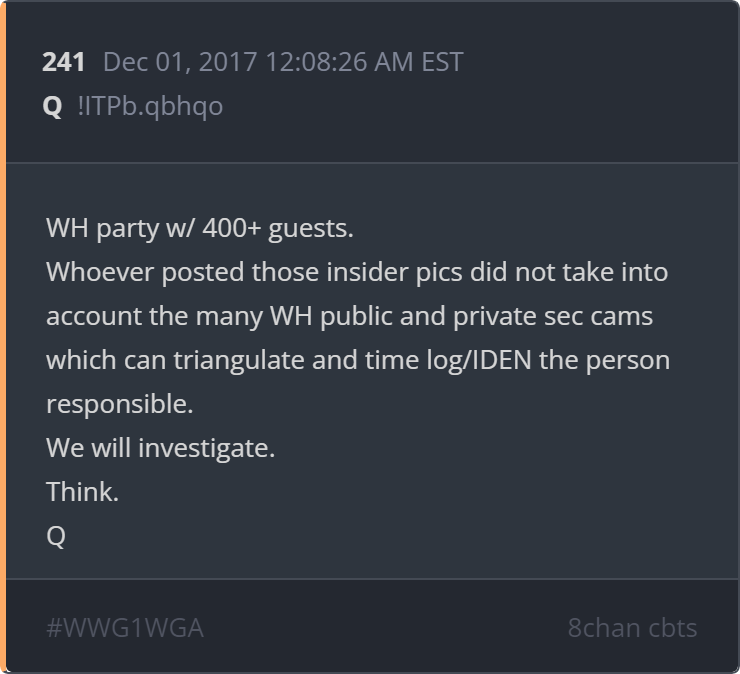 241 Dec 01, 2017 12:08:26 AM EST
Q !ITPb.qbhqo
WH party w/ 400+ guests.
Whoever posted those insider pics did not take into
account the many WH public and private sec cams
which can triangulate and time log/IDEN the person
responsible.
We will investigate.
Think.
Q
#WWG1WGA 8chan cbts